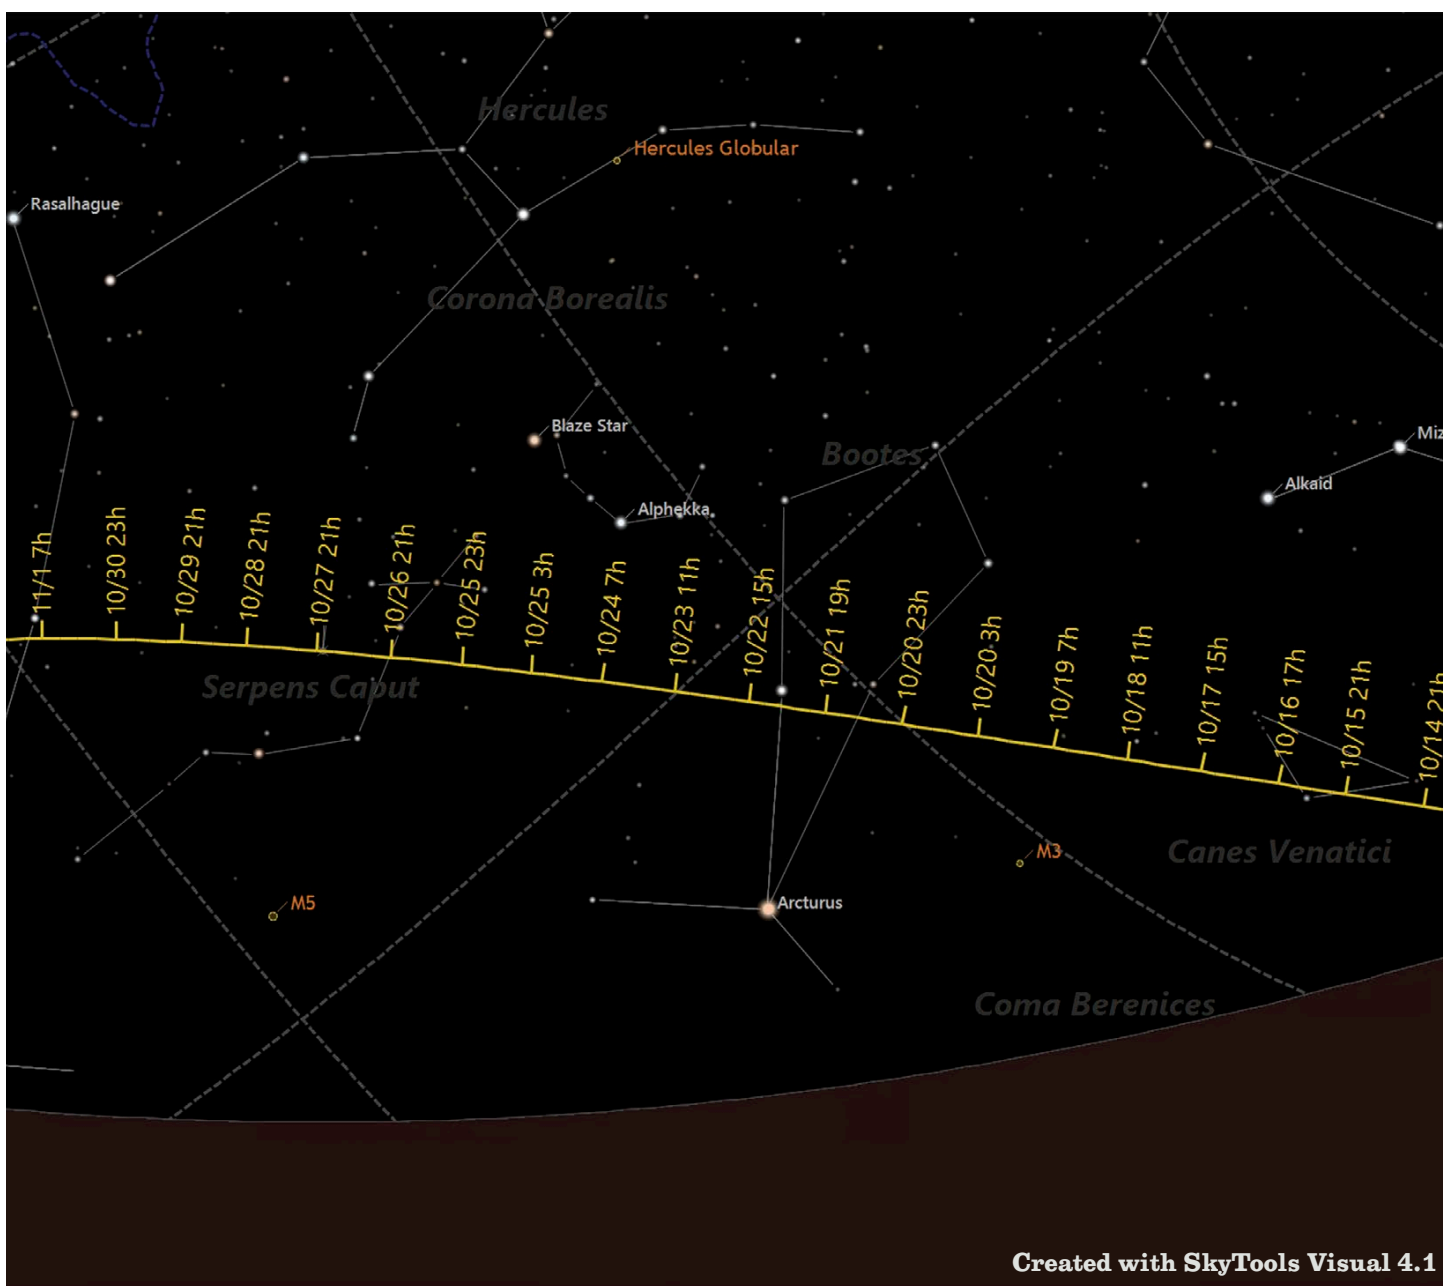 Hercules
Hercules Globular
Rasalhague
Corona Borealis
Blaze Star
Bootes
Miz
Alkaid
Alphekka
11/1 7h
10/30 23h
10/29 21h
10/28 21h
10/27 21h
10/26 21h
10/25 23h
10/25 3h
10/24 7h
10/23 11h
10/22 15h
10/21 19h
10/20 23h
10/20 3h
10/19 7h
10/18 11h
10/17 15h
10/16 17h
10/15 21h
10/14 21h
Serpens Caput
M3
Canes Venatici
M5
Arcturus
Coma Berenices
Created with SkyTools Visual 4.1